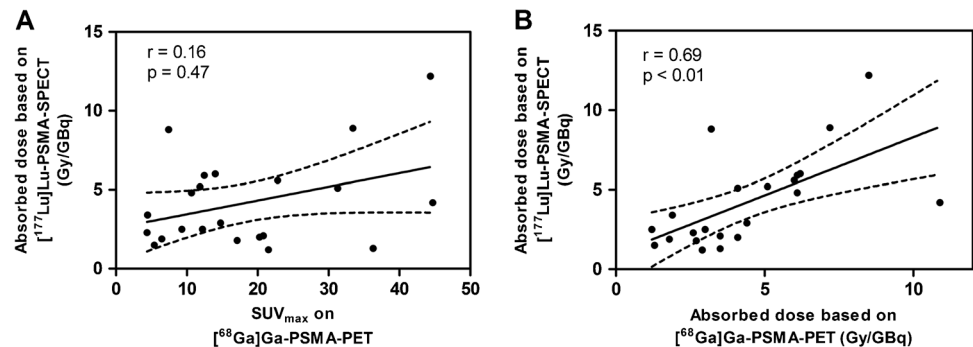 A
Absorbed dose based on
[¹⁷⁷Lu]Lu-PSMA-SPECT
(Gy/GBq)
15
10
5
0
r = 0.16
p = 0.47
0 10 20 30 40 50
SUVmax on
[⁶⁸Ga]Ga-PSMA-PET
B
Absorbed dose based on
[¹⁷⁷Lu]Lu-PSMA-SPECT
(Gy/GBq)
15
10
5
0
r = 0.69
p < 0.01
0 5 10
Absorbed dose based on
[⁶⁸Ga]Ga-PSMA-PET (Gy/GBq)